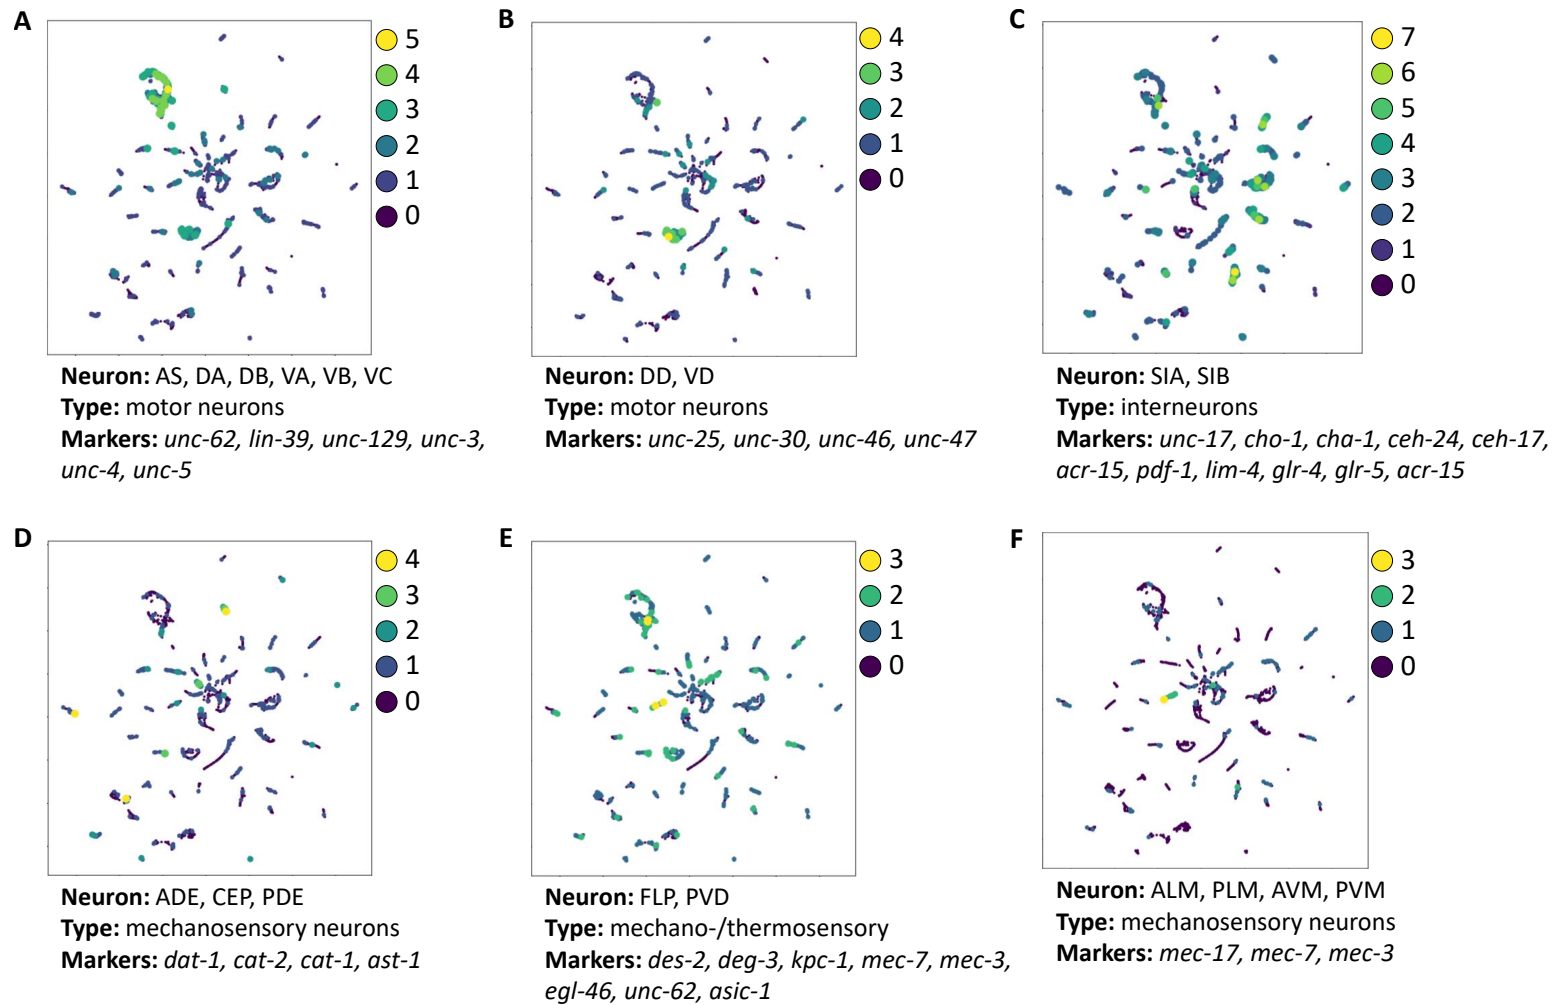 A
5
4
3
2
1
0
Neuron: AS, DA, DB, VA, VB, VC
Type: motor neurons
Markers: unc-62, lin-39, unc-129, unc-3,
unc-4, unc-5
B
4
3
2
1
0
Neuron: DD, VD
Type: motor neurons
Markers: unc-25, unc-30, unc-46, unc-47
C
7
6
5
4
3
2
1
0
Neuron: SIA, SIB
Type: interneurons
Markers: unc-17, cho-1, cha-1, ceh-24, ceh-17,
acr-15, pdf-1, lim-4, glr-4, glr-5, acr-15
D
4
3
2
1
0
Neuron: ADE, CEP, PDE
Type: mechanosensory neurons
Markers: dat-1, cat-2, cat-1, ast-1
E
3
2
1
0
Neuron: FLP, PVD
Type: mechano-/thermosensory
Markers: des-2, deg-3, kpc-1, mec-7, mec-3,
egl-46, unc-62, asic-1
F
3
2
1
0
Neuron: ALM, PLM, AVM, PVM
Type: mechanosensory neurons
Markers: mec-17, mec-7, mec-3